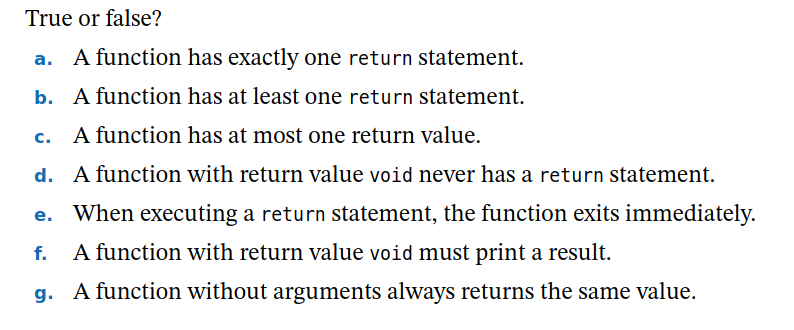 True or false?
a. A function has exactly one return statement.
b. A function has at least one return statement.
c. A function has at most one return value.
d. A function with return value void never has a return statement.
e. When executing a return statement, the function exits immediately.
f. A function with return value void must print a result.
g. A function without arguments always returns the same value.